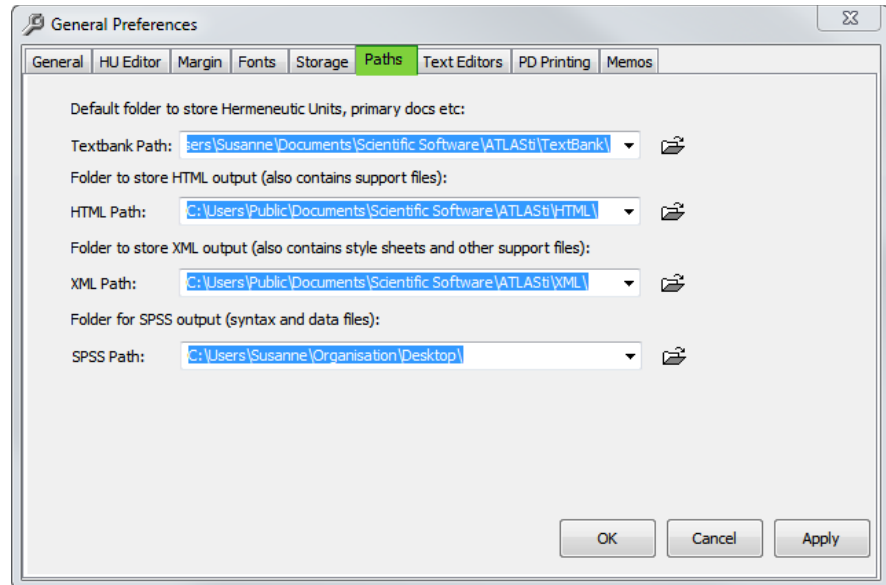 General Preferences
General HU Editor Margin Fonts Storage Paths Text Editors PD Printing Memos
Default folder to store Hermeneutic Units, primary docs etc:
Textbank Path: sers\Susanne\Documents\Scientific Software\ATLASti\TextBank\
Folder to store HTML output (also contains support files):
HTML Path: C:\Users\Public\Documents\Scientific Software\ATLASti\HTML\
Folder to store XML output (also contains style sheets and other support files):
XML Path: C:\Users\Public\Documents\Scientific Software\ATLASti\XML\
Folder for SPSS output (syntax and data files):
SPSS Path: C:\Users\Susanne\Organisation\Desktop\
OK Cancel Apply